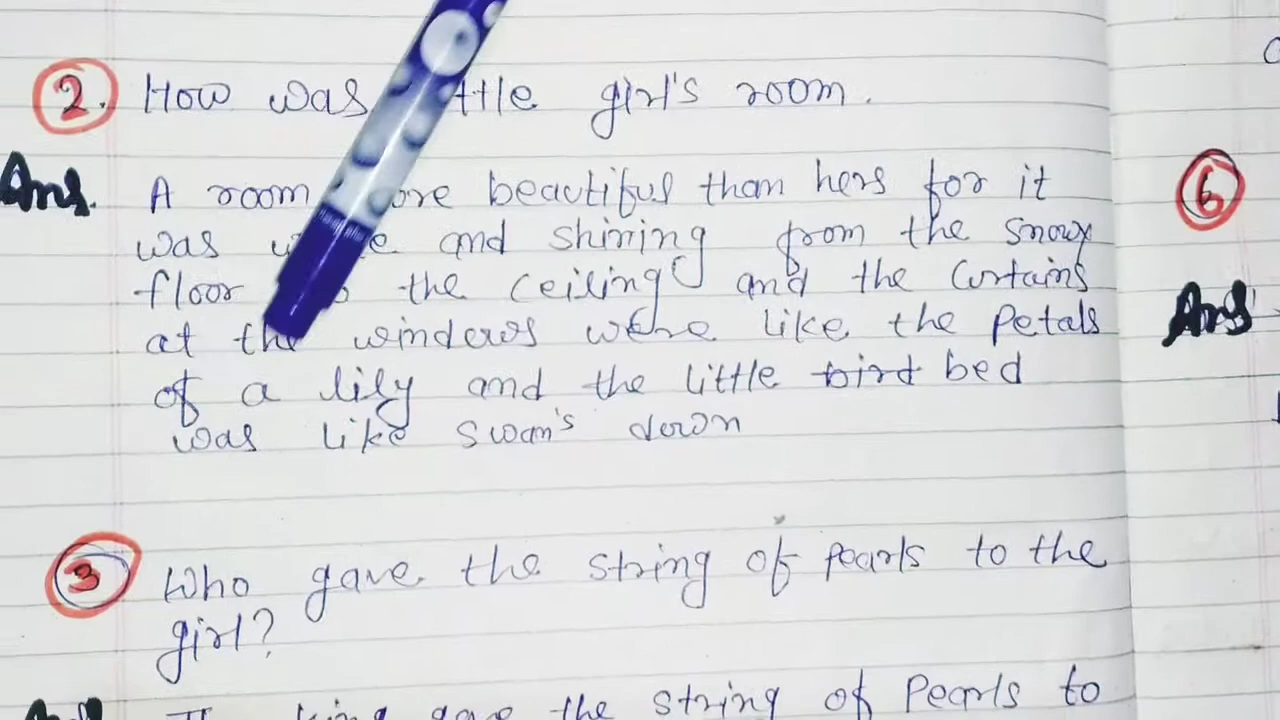 2. How was ttle girl's room.
Ans. A room ore beautiful than hers for it
was and shining from the snowy
floor the ceiling and the Curtains
at the windows were like the Petals
of a lily and the little bird bed
was like swan's down
3 Who gave the string of Pearls to the
girl?
king gave the string of Pearls to
6
Ans